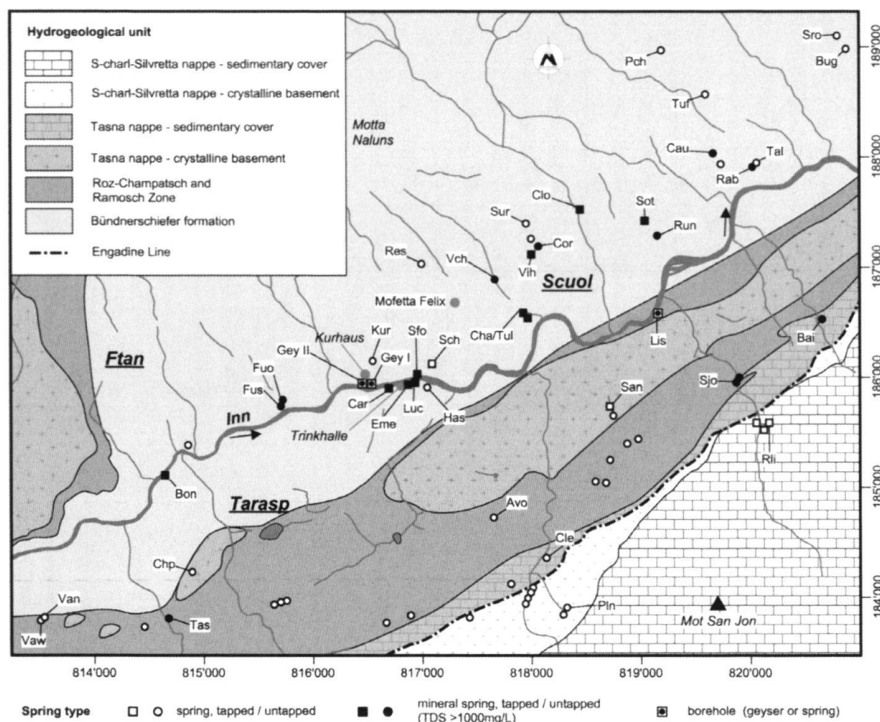 Hydrogeological unit
S-charl-Silvretta nappe - sedimentary cover
S-charl-Silvretta nappe - crystalline basement
Tasna nappe - sedimentary cover
Tasna nappe - crystalline basement
Roz-Champatsch and
Ramosch Zone
Bündnerschiefer formation
Engadine Line
Sro
Bug
Pch
Tuf
189'000
Motta
Naluns
Cau
Tal
Rab
188'000
Clo
Sot
Sur
Run
Cor
Res
Vch
Vih
Scuol
187'000
Mofetta Felix
Cha/Tul
Lis
Bai
Kurhaus
Kur
Sfo
Sch
Gey II
Gey I
Ftan
Fuo
Fus
Car
Eme
Luc
Has
San
Sjo
186'000
Inn
Trinkhalle
Rli
Bon
Tarasp
Avo
185'000
Cle
Chp
Van
Vaw
Tas
Pln
Mot San Jon
184'000
814'000
815'000
816'000
817'000
818'000
819'000
820'000
Spring type
spring, tapped / untapped
mineral spring, tapped / untapped
(TDS >1000mg/L)
borehole (geyser or spring)